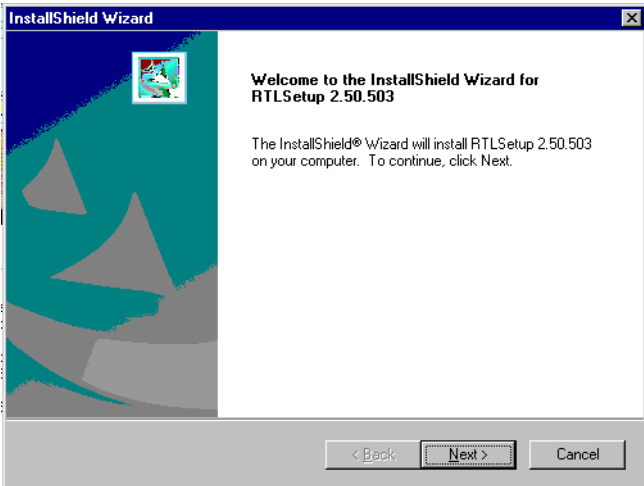 InstallShield Wizard
Welcome to the InstallShield Wizard for
RTLSetup 2.50.503
The InstallShield® Wizard will install RTLSetup 2.50.503
on your computer.  To continue, click Next.
< Back
Next >
Cancel